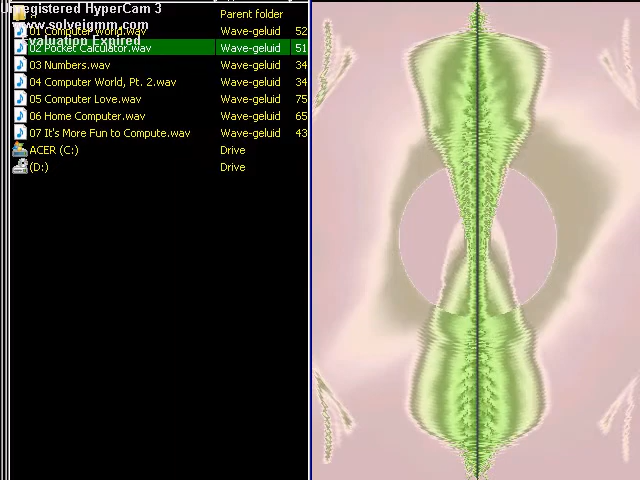 Unregistered HyperCam 3
www.solveigmm.com
Evaluation Expired
Parent folder
01 Computer World.wav Wave-geluid 52
02 Pocket Calculator.wav Wave-geluid 51
03 Numbers.wav Wave-geluid 34
04 Computer World, Pt. 2.wav Wave-geluid 34
05 Computer Love.wav Wave-geluid 75
06 Home Computer.wav Wave-geluid 65
07 It's More Fun to Compute.wav Wave-geluid 43
ACER (C:) Drive
(D:) Drive